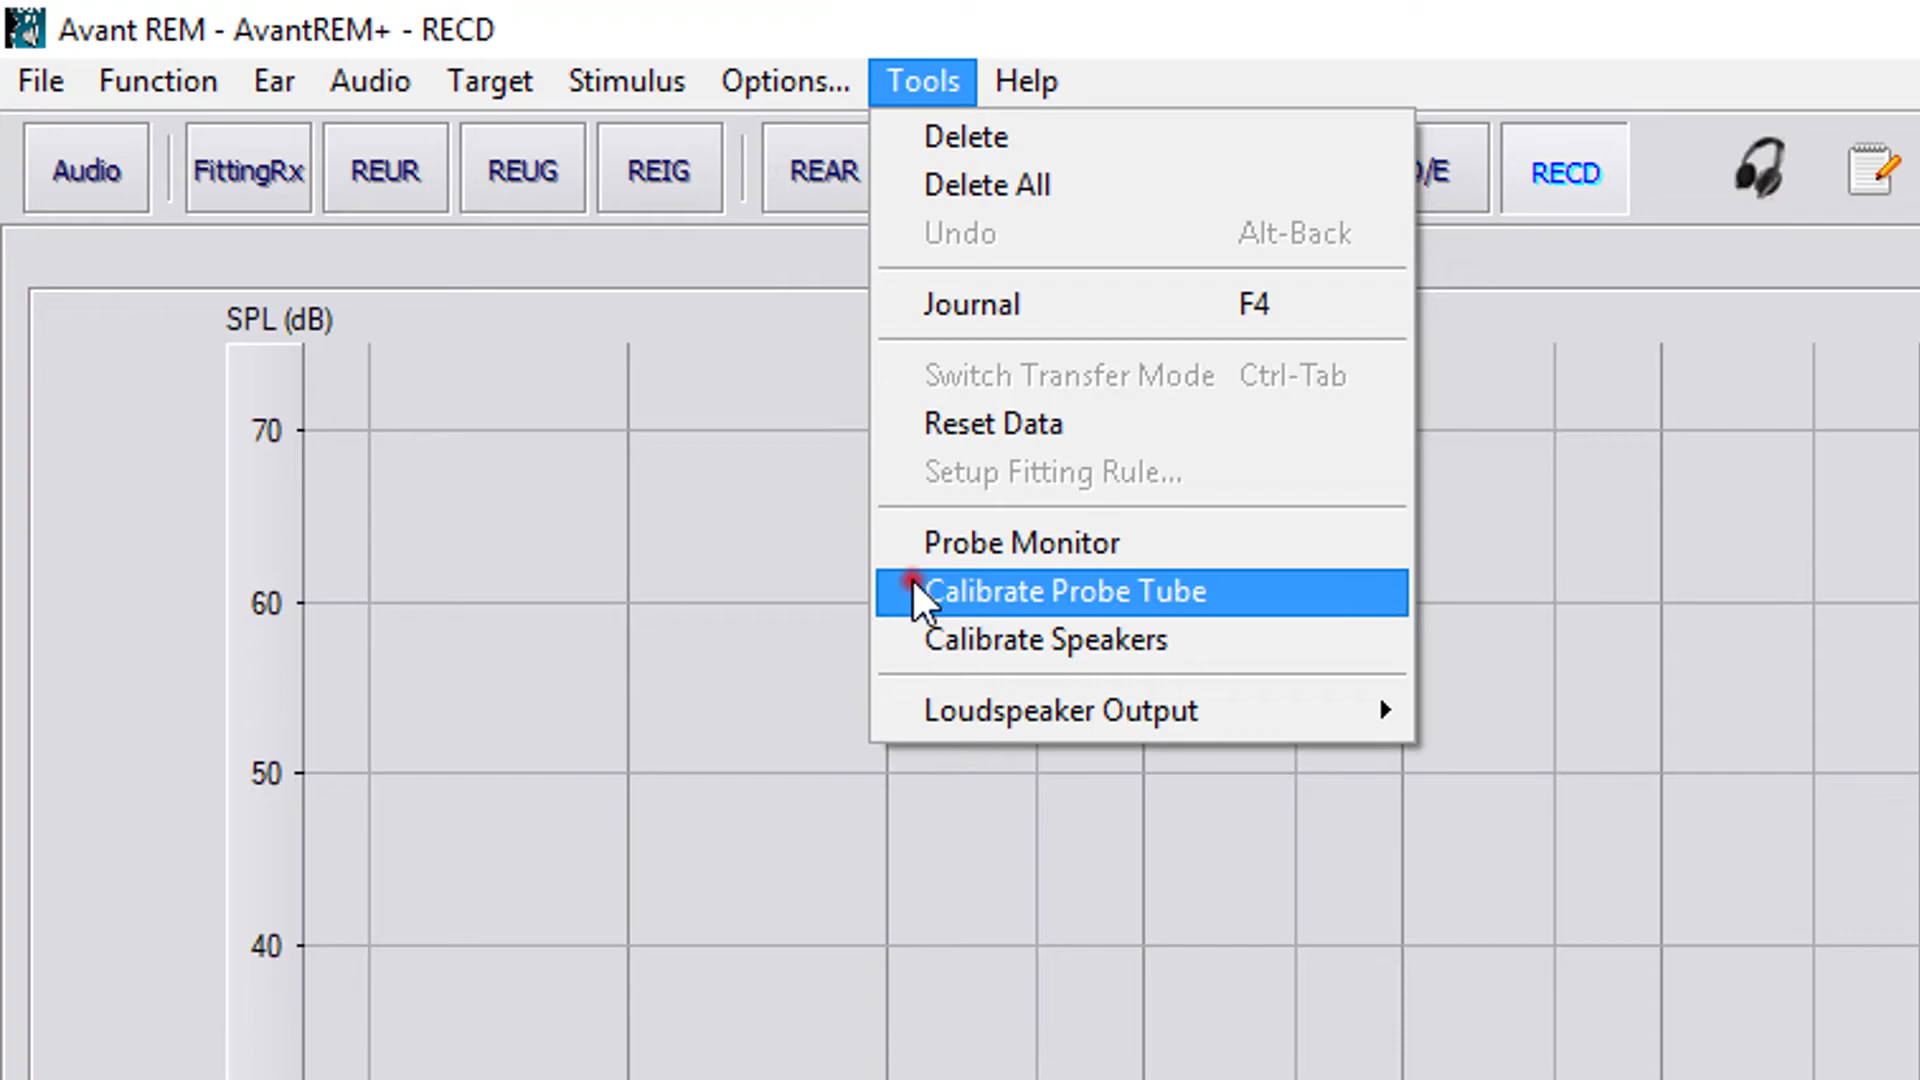 Avant REM - AvantREM+ - RECD
File Function Ear Audio Target Stimulus Options... Tools Help
Audio FittingRx REUR REUG REIG REAR /E RECD
Delete
Delete All
Undo Alt-Back
Journal F4
Switch Transfer Mode Ctrl-Tab
Reset Data
Setup Fitting Rule...
Probe Monitor
Calibrate Probe Tube
Calibrate Speakers
Loudspeaker Output
SPL (dB)
70
60
50
40